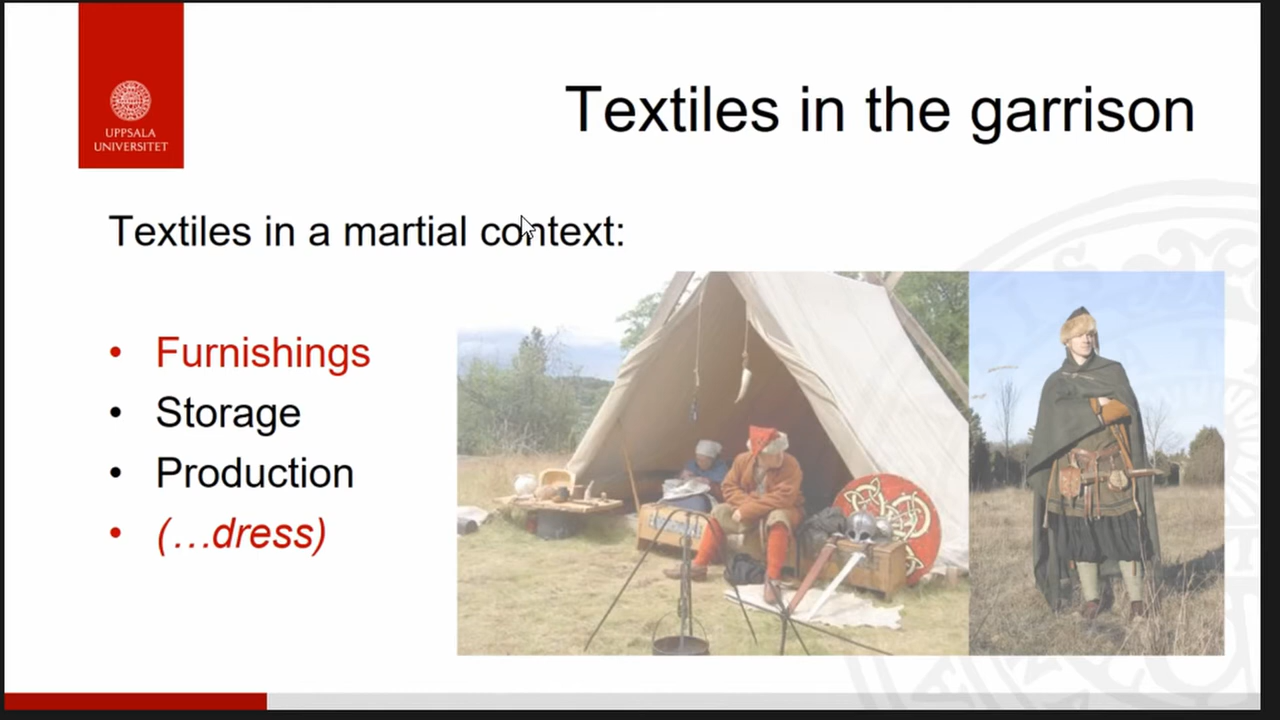 UPPSALA
UNIVERSITET
Textiles in the garrison
Textiles in a martial context:
• Furnishings
• Storage
• Production
• (…dress)